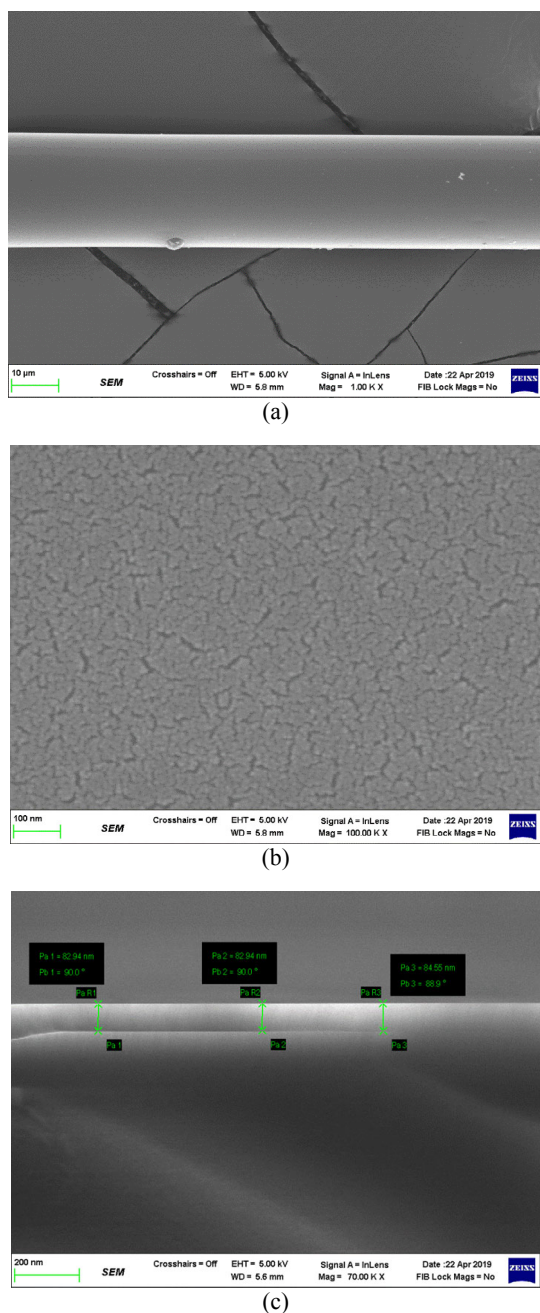 10 µm
SEM
Crosshairs = Off
EHT = 5.00 kV
WD = 5.8 mm
Signal A = InLens
Mag = 1.00 K X
Date :22 Apr 2019
FIB Lock Mags = No
ZEISS
(a)
100 nm
SEM
Crosshairs = Off
EHT = 5.00 kV
WD = 5.8 mm
Signal A = InLens
Mag = 100.00 K X
Date :22 Apr 2019
FIB Lock Mags = No
ZEISS
(b)
Pa 1 = 82.94 nm
Pb 1 = 90.0 °
Pa 2 = 82.94 nm
Pb 2 = 90.0 °
Pa 3 = 84.55 nm
Pb 3 = 88.9 °
Pa R1
Pa R2
Pa R3
Pa 1
Pa 2
Pa 3
200 nm
SEM
Crosshairs = Off
EHT = 5.00 kV
WD = 5.6 mm
Signal A = InLens
Mag = 70.00 K X
Date :22 Apr 2019
FIB Lock Mags = No
ZEISS
(c)